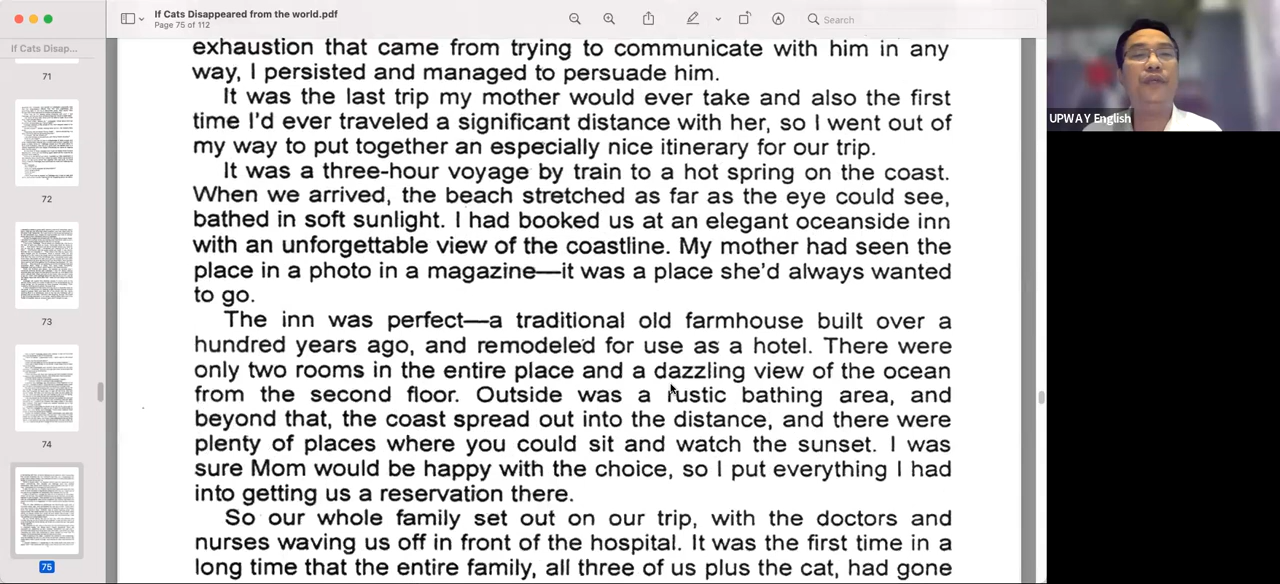 If Cats Disappeared from the world.pdf
Page 75 of 112
Search
If Cats Disap...
71
72
73
74
75
exhaustion that came from trying to communicate with him in any
way, I persisted and managed to persuade him.
It was the last trip my mother would ever take and also the first
time I'd ever traveled a significant distance with her, so I went out of
my way to put together an especially nice itinerary for our trip.
It was a three-hour voyage by train to a hot spring on the coast.
When we arrived, the beach stretched as far as the eye could see,
bathed in soft sunlight. I had booked us at an elegant oceanside inn
with an unforgettable view of the coastline. My mother had seen the
place in a photo in a magazine—it was a place she'd always wanted
to go.
The inn was perfect—a traditional old farmhouse built over a
hundred years ago, and remodeled for use as a hotel. There were
only two rooms in the entire place and a dazzling view of the ocean
from the second floor. Outside was a rustic bathing area, and
beyond that, the coast spread out into the distance, and there were
plenty of places where you could sit and watch the sunset. I was
sure Mom would be happy with the choice, so I put everything I had
into getting us a reservation there.
So our whole family set out on our trip, with the doctors and
nurses waving us off in front of the hospital. It was the first time in a
long time that the entire family, all three of us plus the cat, had gone
UPWAY English